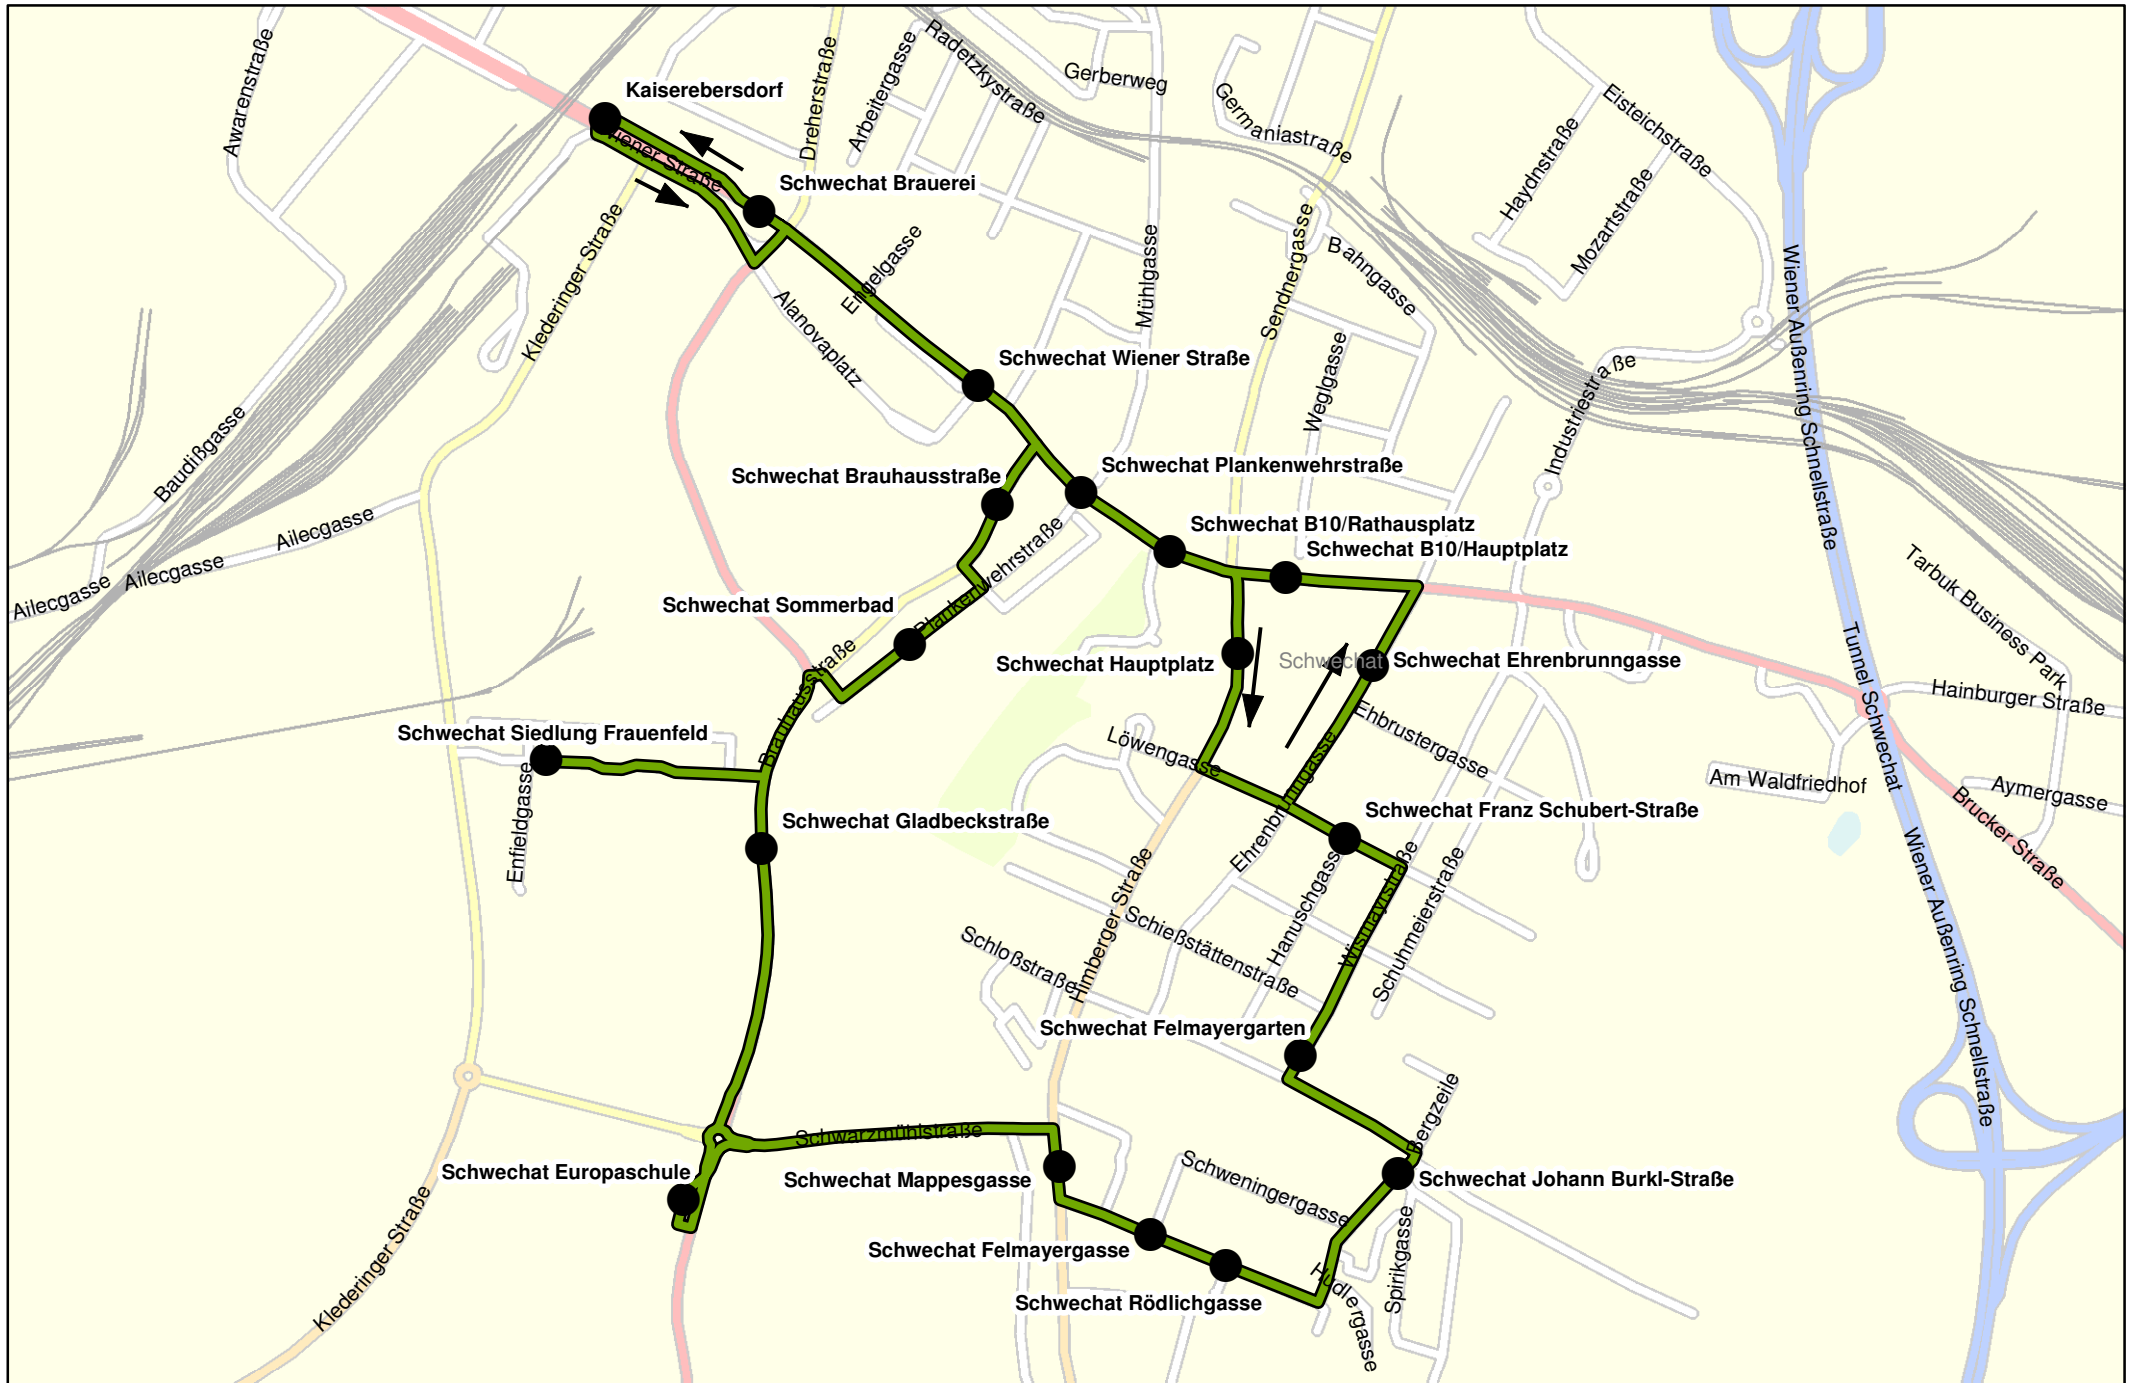 Kaiserebersdorf
Awarenstraße
Dreherstraße
Arbeitergasse
Radetzkystraße
Gerberweg
Germaniastraße
Eisteichstraße
Haydnstraße
Mozartstraße
Wiener Straße
Schwechat Brauerei
Klederinger Straße
Engelgasse
Alanovaplatz
Mühlgasse
Sendnergasse
Bahngasse
Weglgasse
Industriestraße
Wiener Außenring Schnellstraße
Schwechat Wiener Straße
Baudißgasse
Ailecgasse
Ailecgasse
Ailecgasse
Schwechat Brauhausstraße
Schwechat Plankenwehrstraße
Schwechat B10/Rathausplatz
Schwechat B10/Hauptplatz
Plankenwehrstraße
Schwechat Sommerbad
Schwechat Hauptplatz
Schwechat
Schwechat Ehrenbrunngasse
Tarbuk Business Park
Tunnel Schwechat
Hainburger Straße
Brauhausstraße
Schwechat Siedlung Frauenfeld
Enfieldgasse
Löwengasse
Ehbrustergasse
Ehrenbrunngasse
Am Waldfriedhof
Aymergasse
Brucker Straße
Schwechat Gladbeckstraße
Schwechat Franz Schubert-Straße
Himberger Straße
Hanuschgasse
Wismayrstraße
Schuhmeierstraße
Schießstättenstraße
Schloßstraße
Wiener Außenring Schnellstraße
Schwechat Felmayergarten
Bergzeile
Schwarzmühlstraße
Schwechat Europaschule
Schwechat Mappesgasse
Schweningergasse
Schwechat Johann Burkl-Straße
Klederinger Straße
Schwechat Felmayergasse
Spirikgasse
Hudlergasse
Schwechat Rödlichgasse